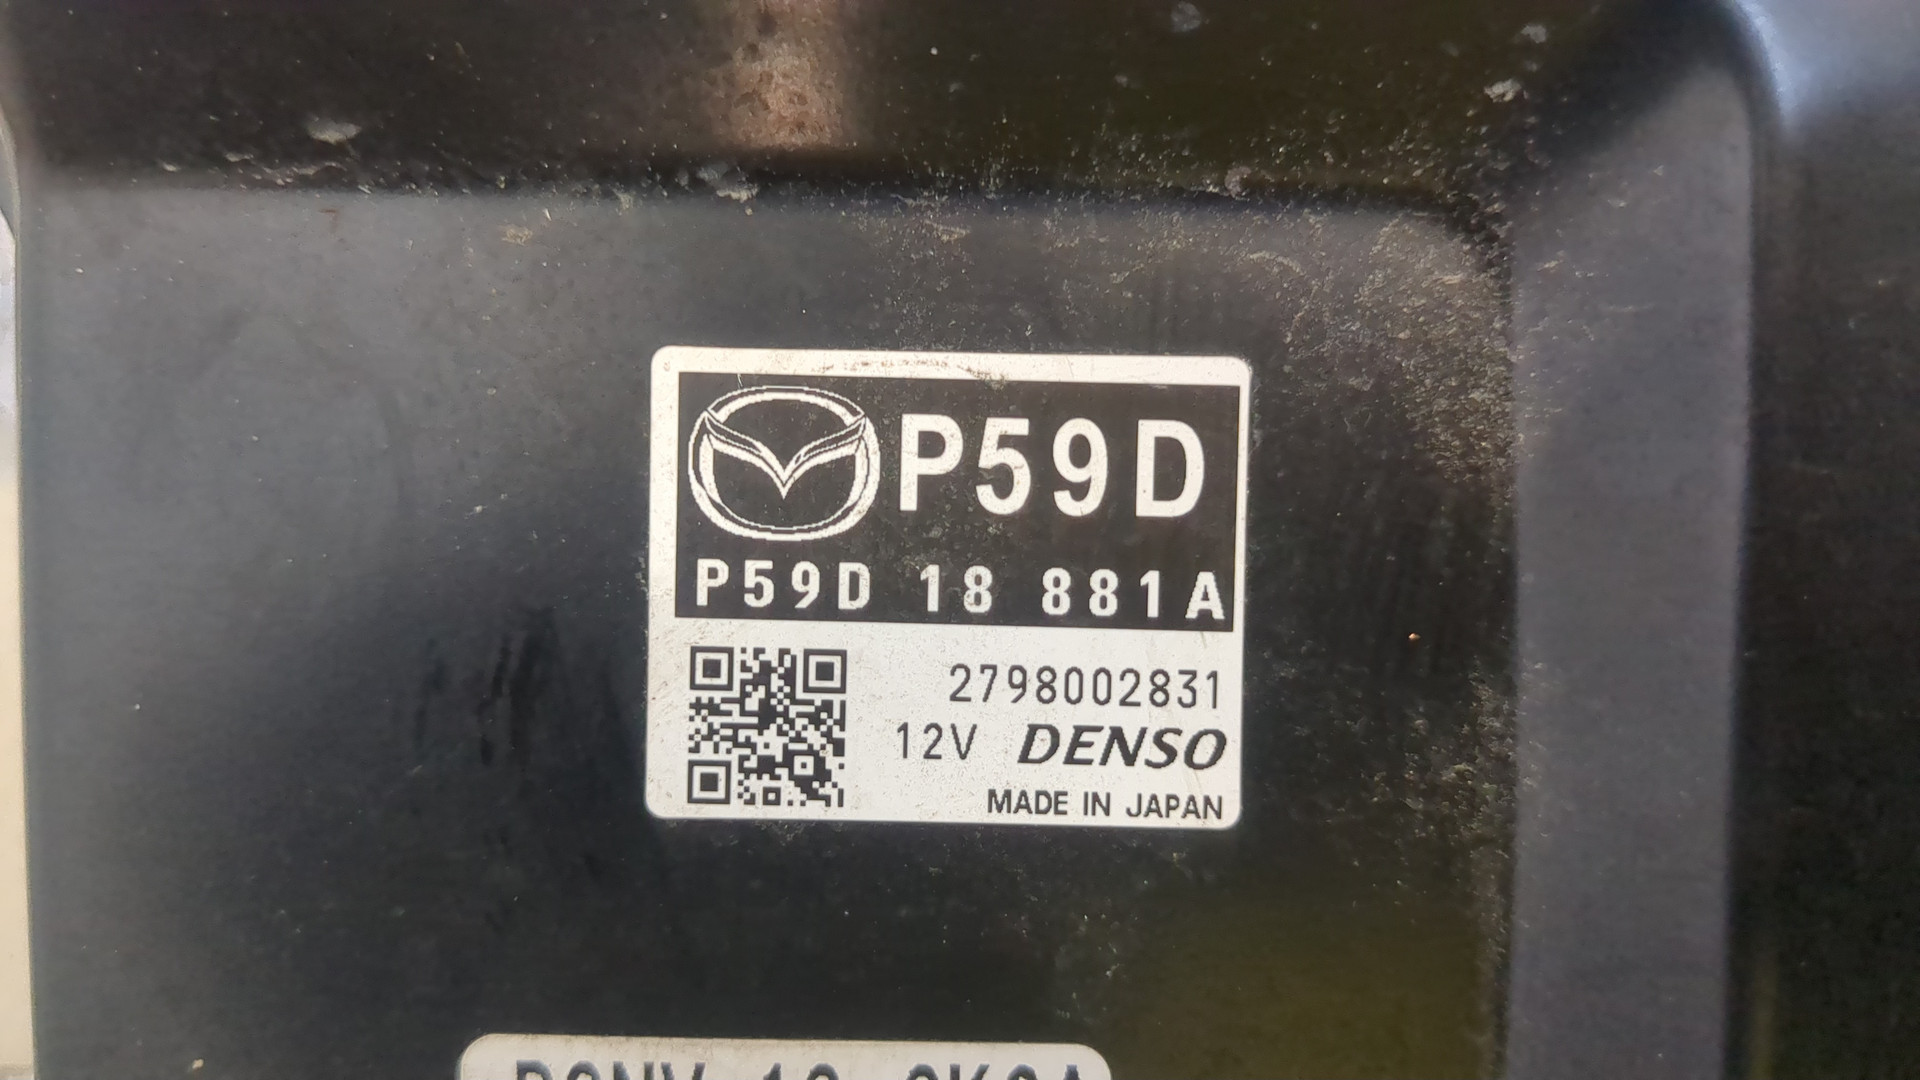 P59D
P59D 18 881A
2798002831
12V DENSO
MADE IN JAPAN